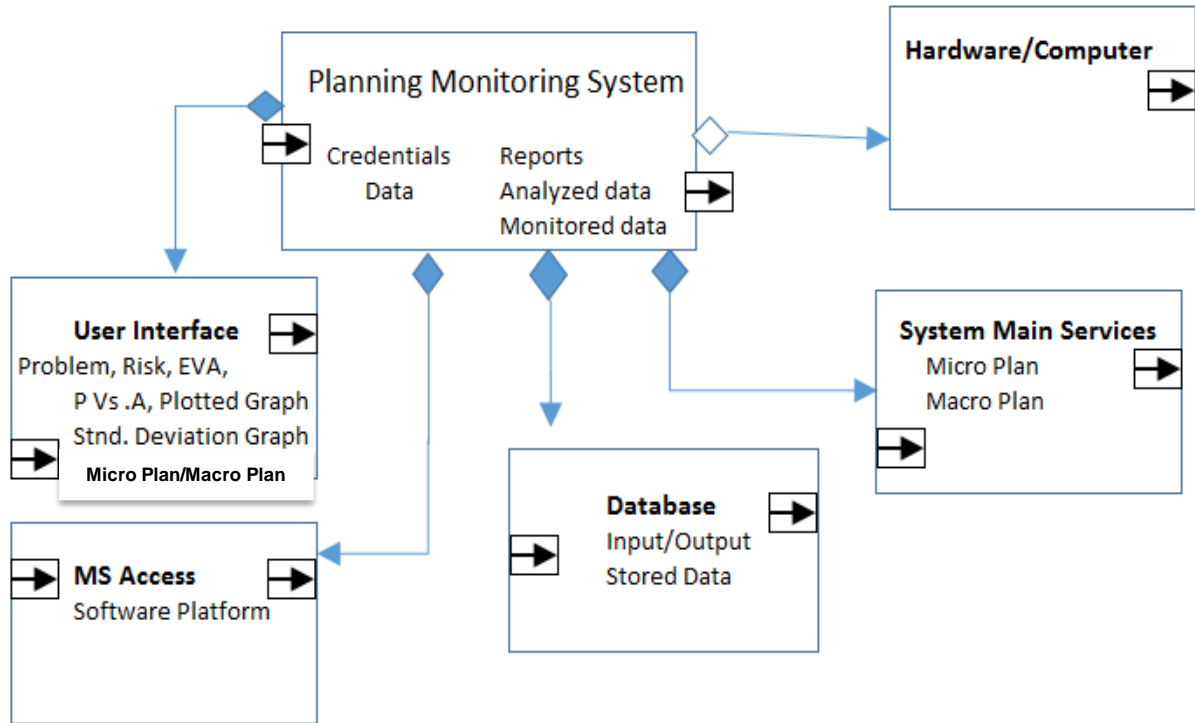 Planning Monitoring System
Credentials
Data
Reports
Analyzed data
Monitored data
Hardware/Computer
User Interface
Problem, Risk, EVA,
P Vs .A, Plotted Graph
Stnd. Deviation Graph
Micro Plan/Macro Plan
System Main Services
Micro Plan
Macro Plan
Database
Input/Output
Stored Data
MS Access
Software Platform